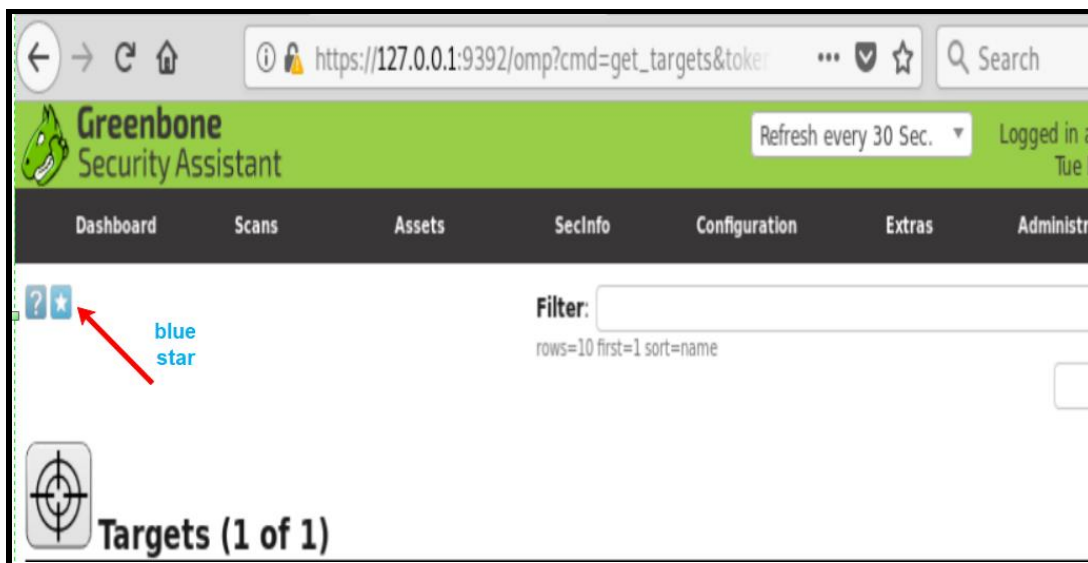 https://127.0.0.1:9392/omp?cmd=get_targets&token
Search
Greenbone
Security Assistant
Refresh every 30 Sec.
Logged in a
Tue
Dashboard Scans Assets SecInfo Configuration Extras Administr
?
Filter:
rows=10 first=1 sort=name
blue
star
Targets (1 of 1)